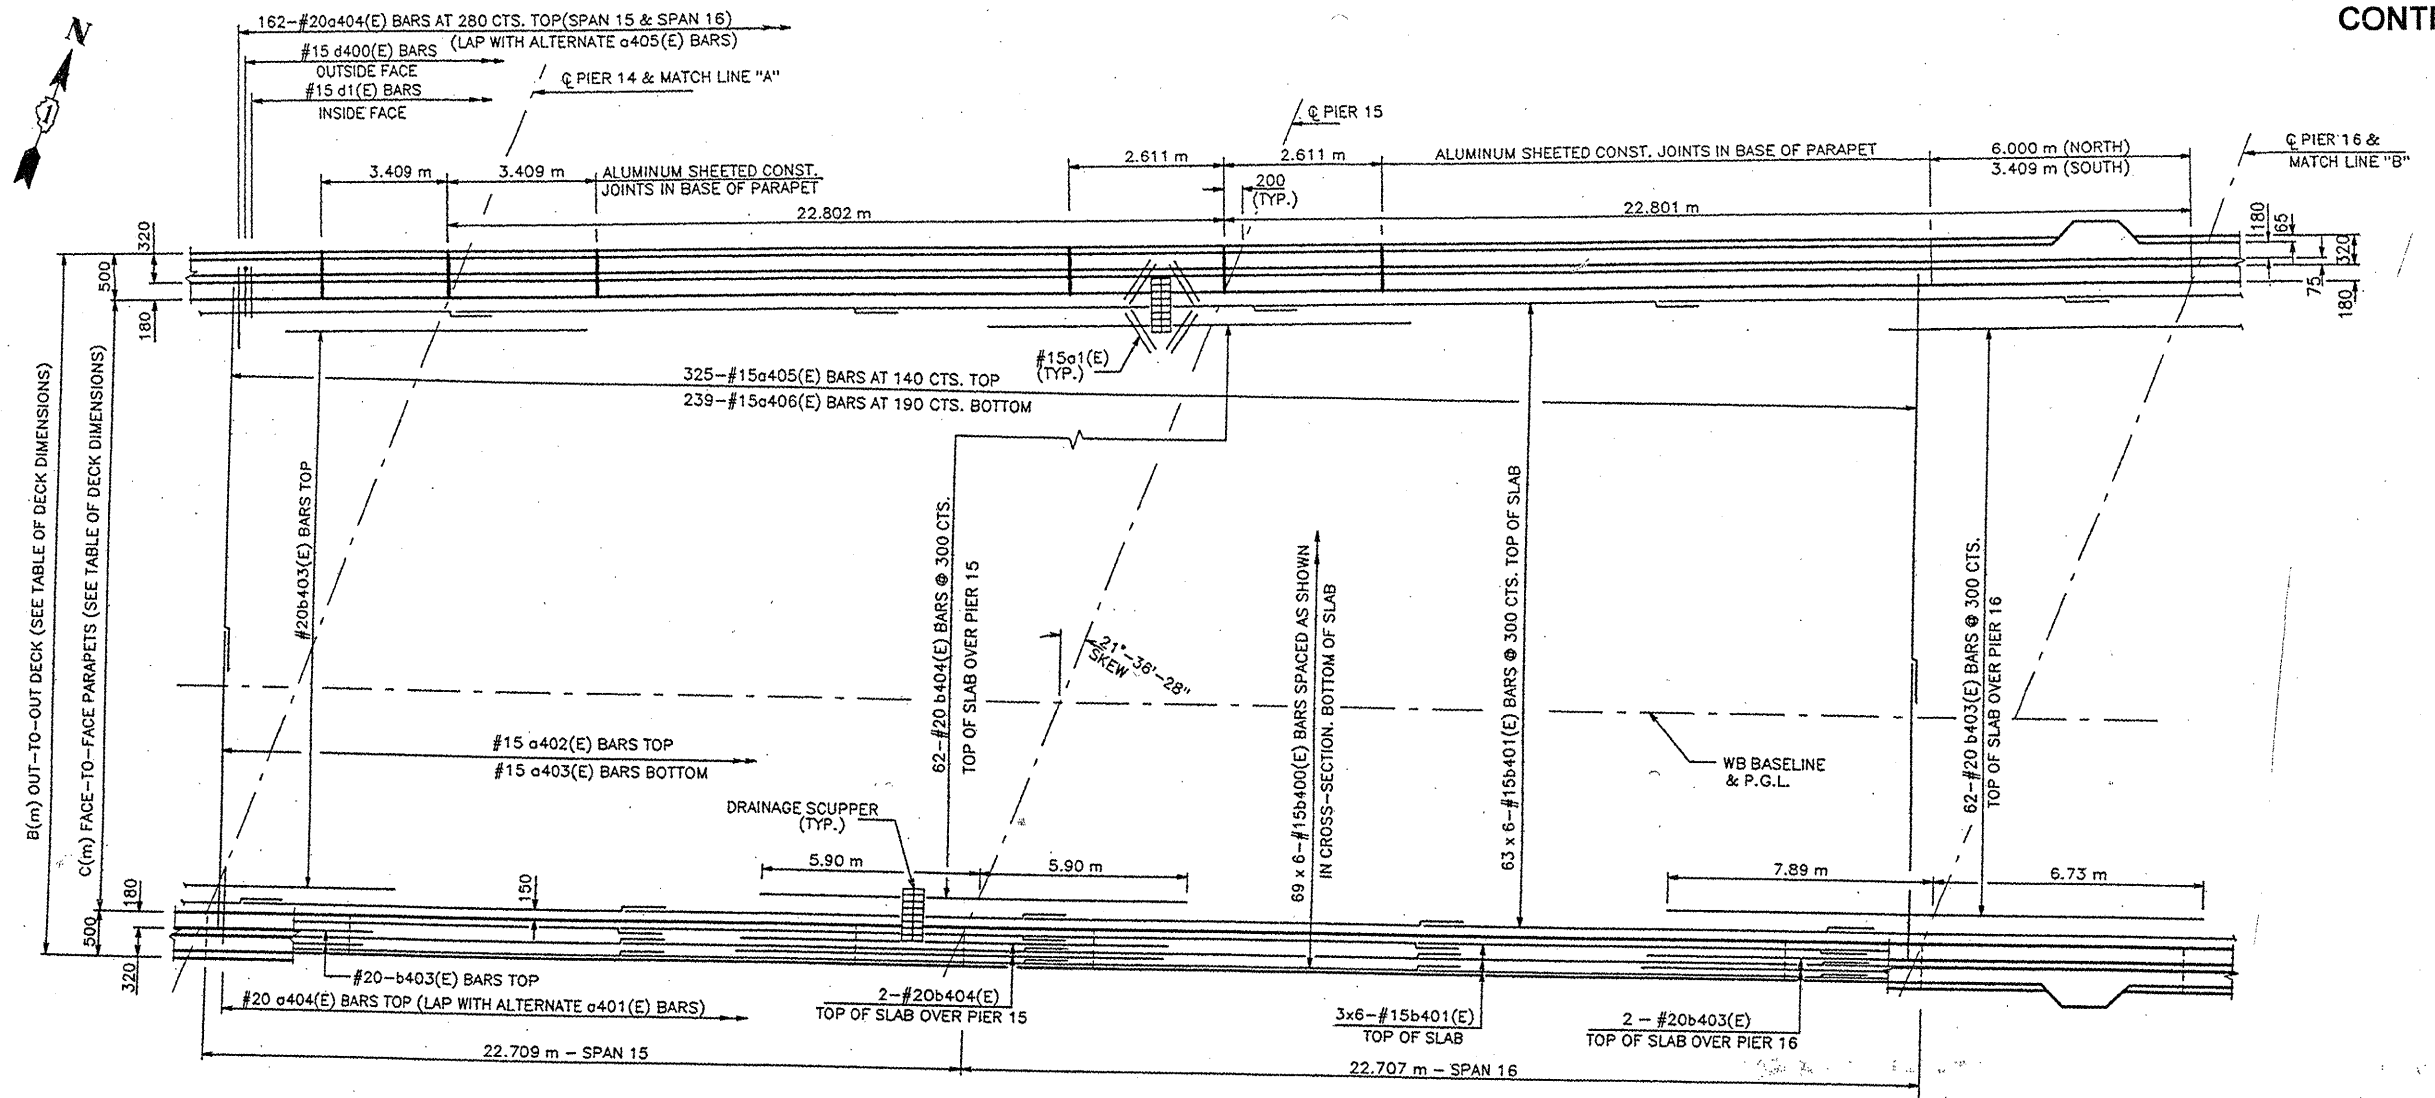 CONT
N
1
162-#20a404(E) BARS AT 280 CTS. TOP(SPAN 15 & SPAN 16)
(LAP WITH ALTERNATE a405(E) BARS)
#15 d400(E) BARS
OUTSIDE FACE
#15 d1(E) BARS
INSIDE FACE
℄ PIER 14 & MATCH LINE "A"
℄ PIER 15
℄ PIER 16 &
MATCH LINE "B"
3.409 m
3.409 m
ALUMINUM SHEETED CONST.
JOINTS IN BASE OF PARAPET
2.611 m
2.611 m
ALUMINUM SHEETED CONST. JOINTS IN BASE OF PARAPET
6.000 m (NORTH)
3.409 m (SOUTH)
200
(TYP.)
22.802 m
22.801 m
320
500
180
180
65
320
75
180
#15a1(E)
(TYP.)
325-#15a405(E) BARS AT 140 CTS. TOP
239-#15a406(E) BARS AT 190 CTS. BOTTOM
B(m) OUT-TO-OUT DECK (SEE TABLE OF DECK DIMENSIONS)
C(m) FACE-TO-FACE PARAPETS (SEE TABLE OF DECK DIMENSIONS)
#20b403(E) BARS TOP
62-#20 b404(E) BARS @ 300 CTS.
TOP OF SLAB OVER PIER 15
69 x 6-#15b400(E) BARS SPACED AS SHOWN
IN CROSS-SECTION. BOTTOM OF SLAB
63 x 6-#15b401(E) BARS @ 300 CTS. TOP OF SLAB
62-#20 b403(E) BARS @ 300 CTS.
TOP OF SLAB OVER PIER 16
21°-36'-28"
SKEW
#15 a402(E) BARS TOP
#15 a403(E) BARS BOTTOM
WB BASELINE
& P.G.L.
DRAINAGE SCUPPER
(TYP.)
5.90 m
5.90 m
7.89 m
6.73 m
180
500
320
150
#20-b403(E) BARS TOP
#20 a404(E) BARS TOP (LAP WITH ALTERNATE a401(E) BARS)
2-#20b404(E)
TOP OF SLAB OVER PIER 15
3x6-#15b401(E)
TOP OF SLAB
2 - #20b403(E)
TOP OF SLAB OVER PIER 16
22.709 m - SPAN 15
22.707 m - SPAN 16